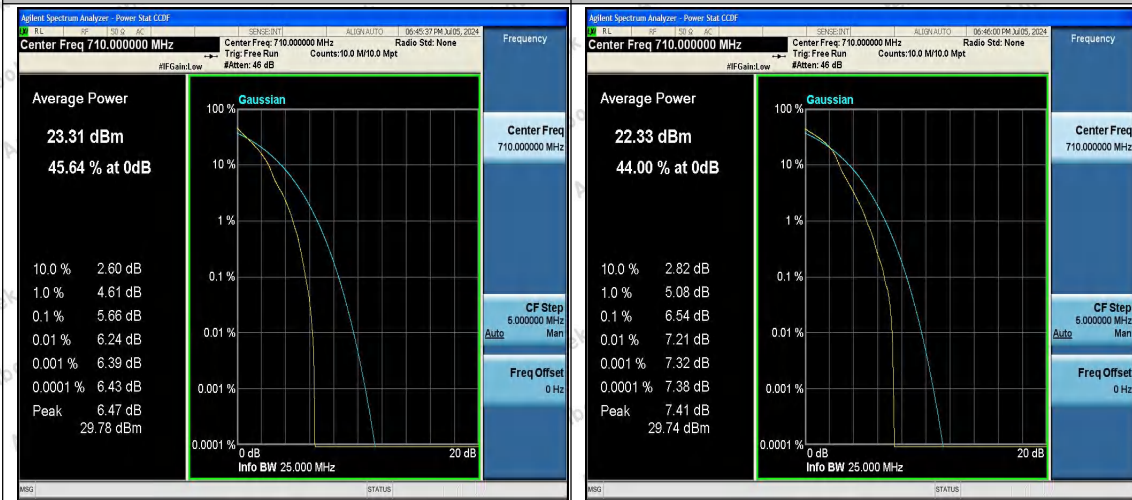 Agilent Spectrum Analyzer - Power Stat CCDF
RL RF 50 Ω AC SENSE:INT ALIGN AUTO 06:45:37 PM Jul 05, 2024
Center Freq 710.000000 MHz
Center Freq: 710.000000 MHz
Radio Std: None
Trig: Free Run Counts:10.0 M/10.0 Mpt
#IFGain:Low
#Atten: 46 dB
Frequency
Average Power
23.31 dBm
45.64 % at 0dB
10.0 % 2.60 dB
1.0 % 4.61 dB
0.1 % 5.66 dB
0.01 % 6.24 dB
0.001 % 6.39 dB
0.0001 % 6.43 dB
Peak 6.47 dB
29.78 dBm
Gaussian
100 %
10 %
1 %
0.1 %
0.01 %
0.001 %
0.0001 %
0 dB 20 dB
Info BW 25.000 MHz
Center Freq
710.000000 MHz
CF Step
5.000000 MHz
Auto Man
Freq Offset
0 Hz
MSG STATUS
Agilent Spectrum Analyzer - Power Stat CCDF
RL RF 50 Ω AC SENSE:INT ALIGN AUTO 06:46:00 PM Jul 05, 2024
Center Freq 710.000000 MHz
Center Freq: 710.000000 MHz
Radio Std: None
Trig: Free Run Counts:10.0 M/10.0 Mpt
#IFGain:Low
#Atten: 46 dB
Frequency
Average Power
22.33 dBm
44.00 % at 0dB
10.0 % 2.82 dB
1.0 % 5.08 dB
0.1 % 6.54 dB
0.01 % 7.21 dB
0.001 % 7.32 dB
0.0001 % 7.38 dB
Peak 7.41 dB
29.74 dBm
Gaussian
100 %
10 %
1 %
0.1 %
0.01 %
0.001 %
0.0001 %
0 dB 20 dB
Info BW 25.000 MHz
Center Freq
710.000000 MHz
CF Step
5.000000 MHz
Auto Man
Freq Offset
0 Hz
MSG STATUS